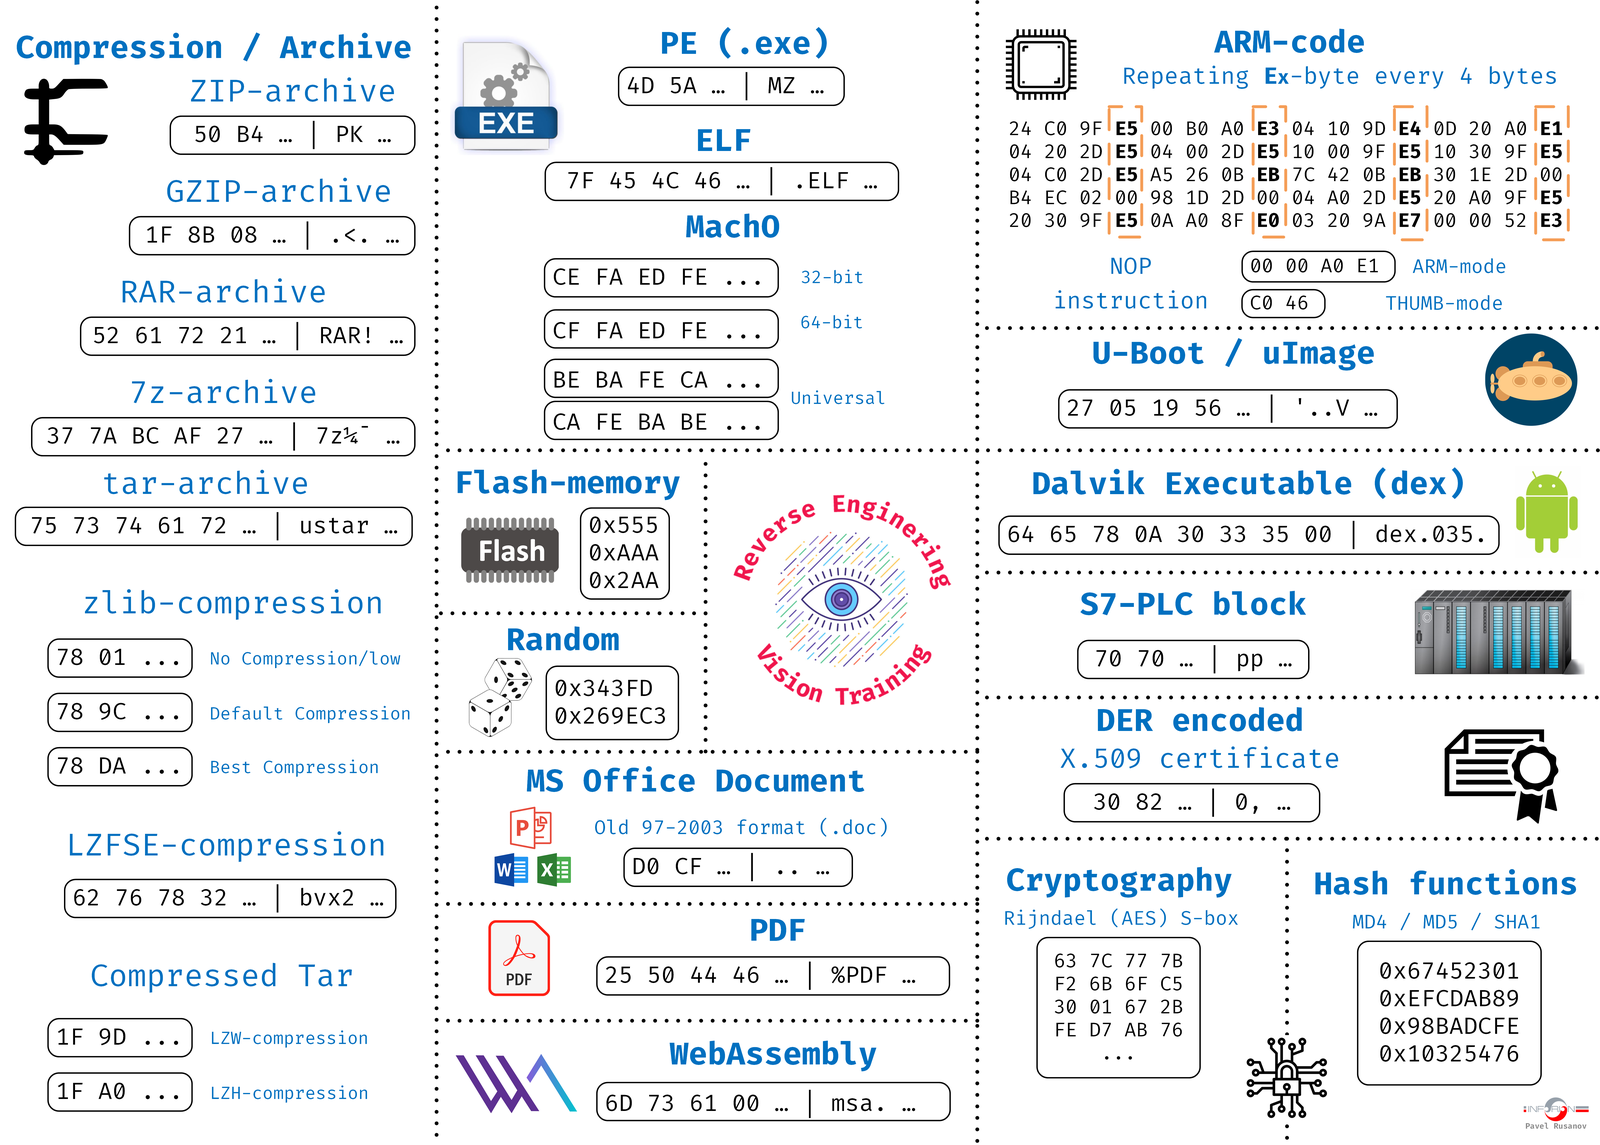 Compression / Archive
ZIP-archive
50 B4 … | PK …
GZIP-archive
1F 8B 08 … | .<. …
RAR-archive
52 61 72 21 … | RAR! …
7z-archive
37 7A BC AF 27 … | 7z¼¯ …
tar-archive
75 73 74 61 72 … | ustar …
zlib-compression
78 01 ... No Compression/low
78 9C ... Default Compression
78 DA ... Best Compression
LZFSE-compression
62 76 78 32 … | bvx2 …
Compressed Tar
1F 9D ... LZW-compression
1F A0 ... LZH-compression
EXE
PE (.exe)
4D 5A … | MZ …
ELF
7F 45 4C 46 … | .ELF …
MachO
CE FA ED FE ... 32-bit
CF FA ED FE ... 64-bit
BE BA FE CA ...
Universal
CA FE BA BE ...
Flash-memory
Flash
0x555
0xAAA
0x2AA
Random
0x343FD
0x269EC3
Reverse Enginering
Vision Training
MS Office Document
Old 97-2003 format (.doc)
P
W X
D0 CF … | .. …
PDF
PDF
25 50 44 46 … | %PDF …
WebAssembly
6D 73 61 00 … | msa. …
ARM-code
Repeating Ex-byte every 4 bytes
24 C0 9F E5 00 B0 A0 E3 04 10 9D E4 0D 20 A0 E1
04 20 2D E5 04 00 2D E5 10 00 9F E5 10 30 9F E5
04 C0 2D E5 A5 26 0B EB 7C 42 0B EB 30 1E 2D 00
B4 EC 02 00 98 1D 2D 00 04 A0 2D E5 20 A0 9F E5
20 30 9F E5 0A A0 8F E0 03 20 9A E7 00 00 52 E3
NOP 00 00 A0 E1 ARM-mode
instruction C0 46 THUMB-mode
U-Boot / uImage
27 05 19 56 … | '..V …
Dalvik Executable (dex)
64 65 78 0A 30 33 35 00 | dex.035.
S7-PLC block
70 70 … | pp …
DER encoded
X.509 certificate
30 82 … | 0, …
Cryptography
Rijndael (AES) S-box
63 7C 77 7B
F2 6B 6F C5
30 01 67 2B
FE D7 AB 76
...
Hash functions
MD4 / MD5 / SHA1
0x67452301
0xEFCDAB89
0x98BADCFE
0x10325476
INFORION
Pavel Rusanov